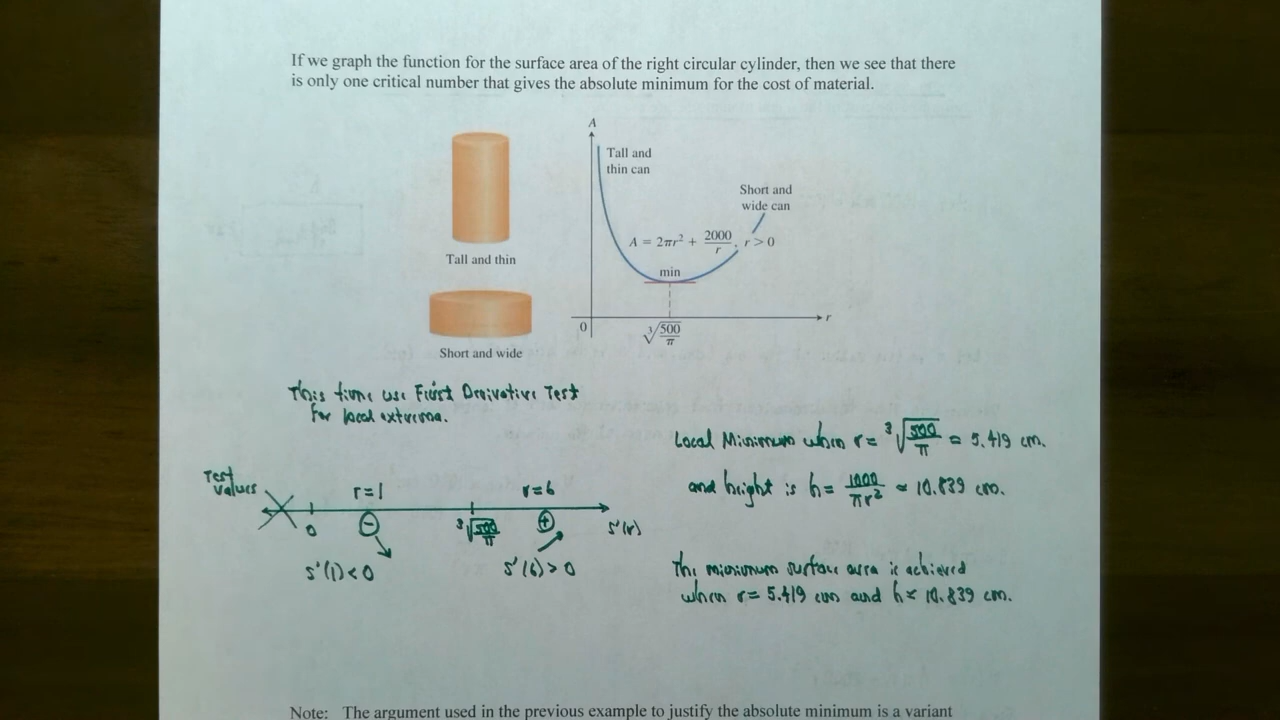 If we graph the function for the surface area of the right circular cylinder, then we see that there
is only one critical number that gives the absolute minimum for the cost of material.
A
Tall and
thin can
Short and
wide can
A = 2πr² + 2000/r, r > 0
min
0
∛(500/π)
r
Tall and thin
Short and wide
This time use First Derivative Test
for local extrema.
Test
values
r=1
r=6
0
⊖
∛(500/π)
⊕
S'(r)
S'(1) < 0
S'(6) > 0
Local Minimum when r = ∛(500/π) ≈ 5.419 cm.
and height is h = 1000/πr² ≈ 10.839 cm.
The minimum surface area is achieved
when r = 5.419 cm and h ≈ 10.839 cm.
Note: The argument used in the previous example to justify the absolute minimum is a variant